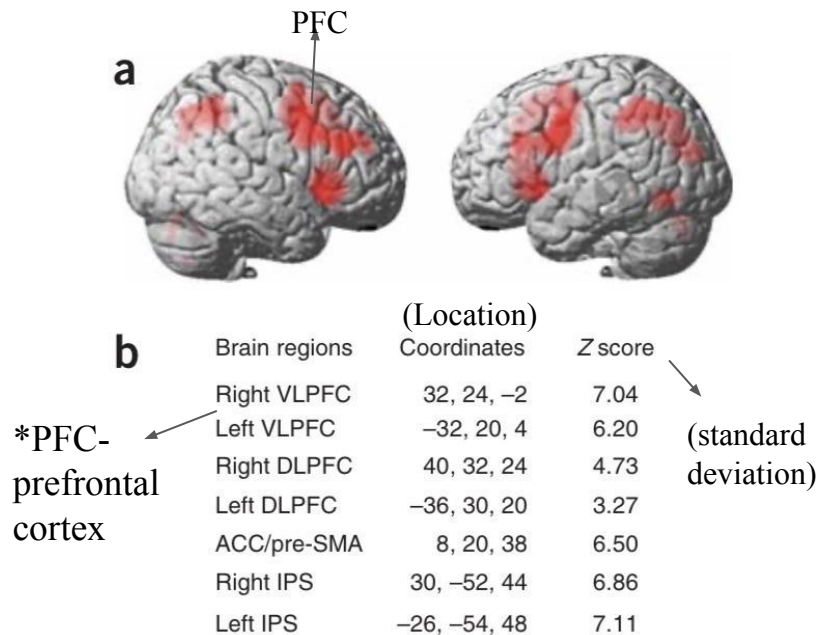 PFC
a
(Location)
b
Brain regions Coordinates Z score
Right VLPFC 32, 24, –2 7.04
Left VLPFC –32, 20, 4 6.20
Right DLPFC 40, 32, 24 4.73
Left DLPFC –36, 30, 20 3.27
ACC/pre-SMA 8, 20, 38 6.50
Right IPS 30, –52, 44 6.86
Left IPS –26, –54, 48 7.11
*PFC-
prefrontal
cortex
(standard
deviation)